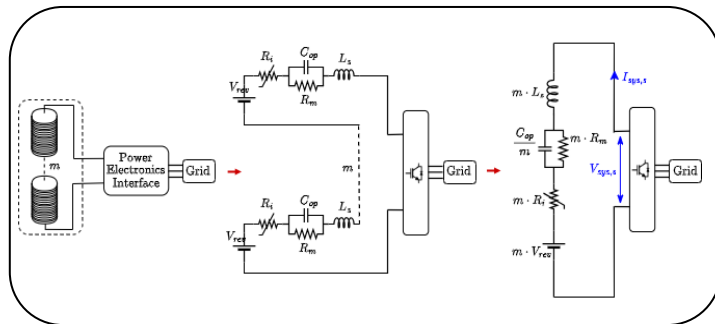 m
Power
Electronics
Interface
Grid
V_rev
R_i
C_op
R_m
L_s
m
V_rev
R_i
C_op
R_m
L_s
Grid
m · L_s
C_op/m
m · R_m
m · R_i
m · V_rev
I_sys,s
V_sys,s
Grid